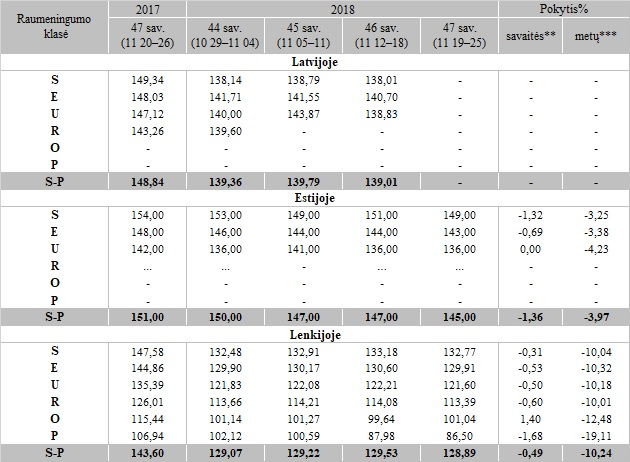 Raumeningumo klasė 2017 2018 Pokytis%
47 sav. (11 20–26) 44 sav. (10 29–11 04) 45 sav. (11 05–11) 46 sav. (11 12–18) 47 sav. (11 19–25) savaitės** metų***
Latvijoje
S 149,34 138,14 138,79 138,01 - - -
E 148,03 141,71 141,55 140,70 - - -
U 147,12 140,00 143,87 138,83 - - -
R 143,26 139,60 - - - - -
O - - - - - - -
P - - - - - - -
S-P 148,84 139,36 139,79 139,01 - - -
Estijoje
S 154,00 153,00 149,00 151,00 149,00 -1,32 -3,25
E 148,00 146,00 144,00 144,00 143,00 -0,69 -3,38
U 142,00 136,00 141,00 136,00 136,00 0,00 -4,23
R ... ... - ... ... - -
O - - - - - - -
P - - - - - - -
S-P 151,00 150,00 147,00 147,00 145,00 -1,36 -3,97
Lenkijoje
S 147,58 132,48 132,91 133,18 132,77 -0,31 -10,04
E 144,86 129,90 130,17 130,60 129,91 -0,53 -10,32
U 135,39 121,83 122,08 122,21 121,60 -0,50 -10,18
R 126,01 113,66 114,21 114,08 113,39 -0,60 -10,01
O 115,44 101,14 101,27 99,64 101,04 1,40 -12,48
P 106,94 102,12 100,59 87,98 86,50 -1,68 -19,11
S-P 143,60 129,07 129,22 129,53 128,89 -0,49 -10,24